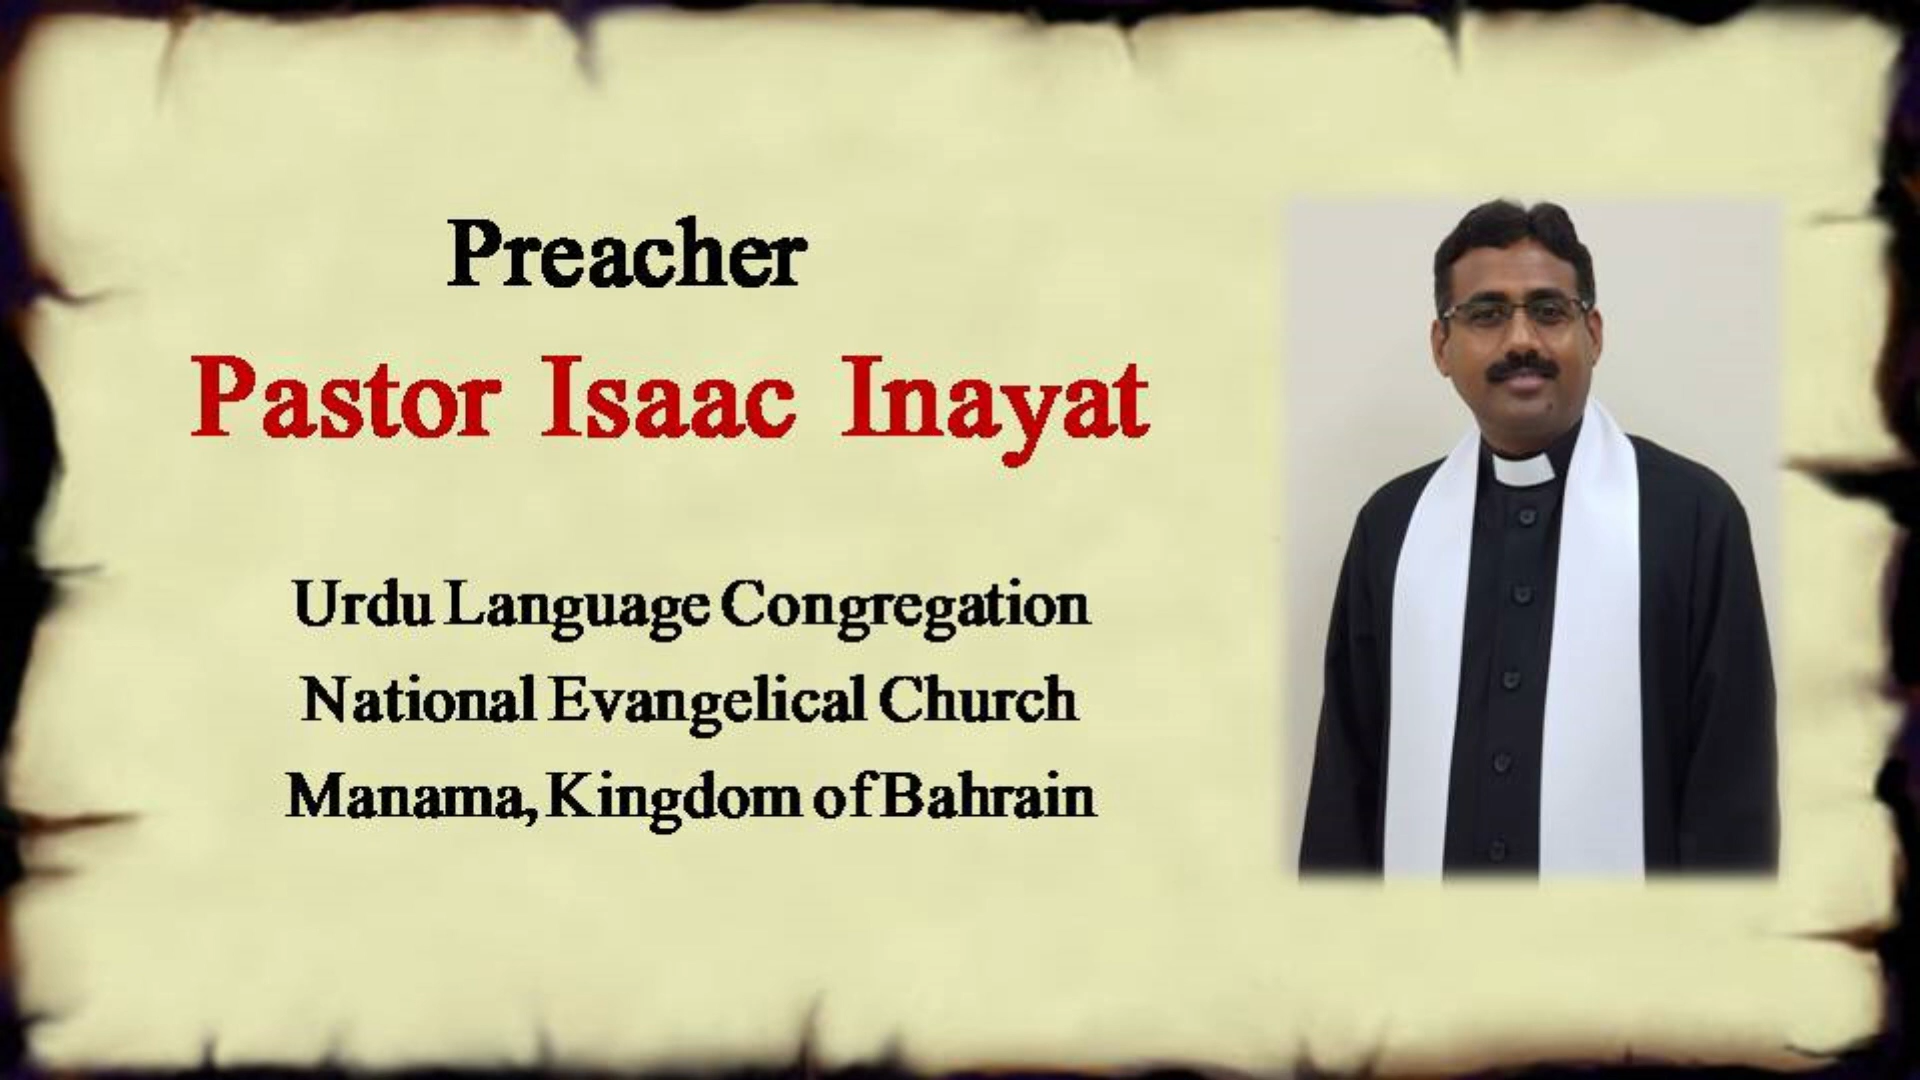 Preacher
Pastor Isaac Inayat
Urdu Language Congregation
National Evangelical Church
Manama, Kingdom of Bahrain